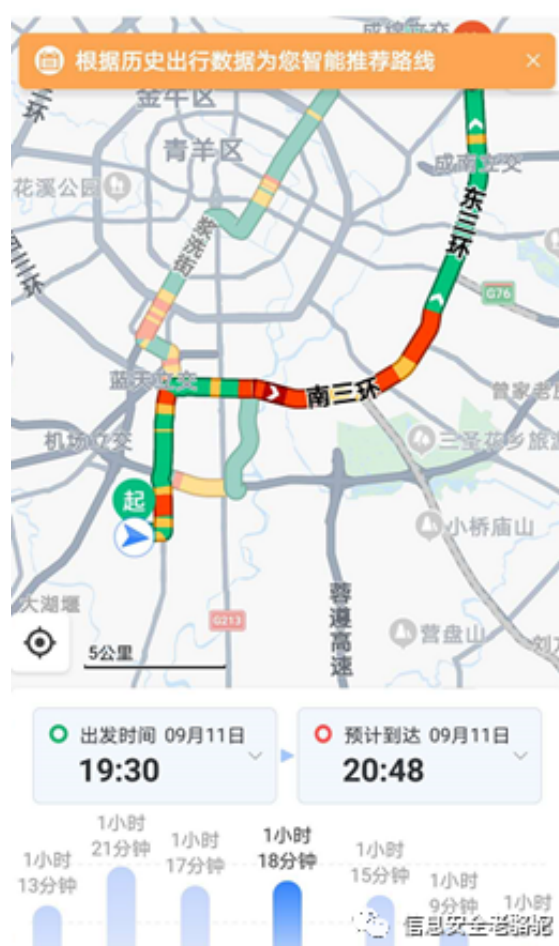 根据历史出行数据为您智能推荐路线
金牛区
青羊区
成南立交
花溪公园
东三环
浆洗街
G76
蓝天立交
南三环
曾家老房
机场立交
三圣花乡旅游
起
小桥庙山
大湖堰
G213
蓉遵高速
营盘山
5公里
出发时间 09月11日
19:30
预计到达 09月11日
20:48
1小时
13分钟
1小时
21分钟
1小时
17分钟
1小时
18分钟
1小时
15分钟
1小时
9分钟
1小时
信息安全老骆驼